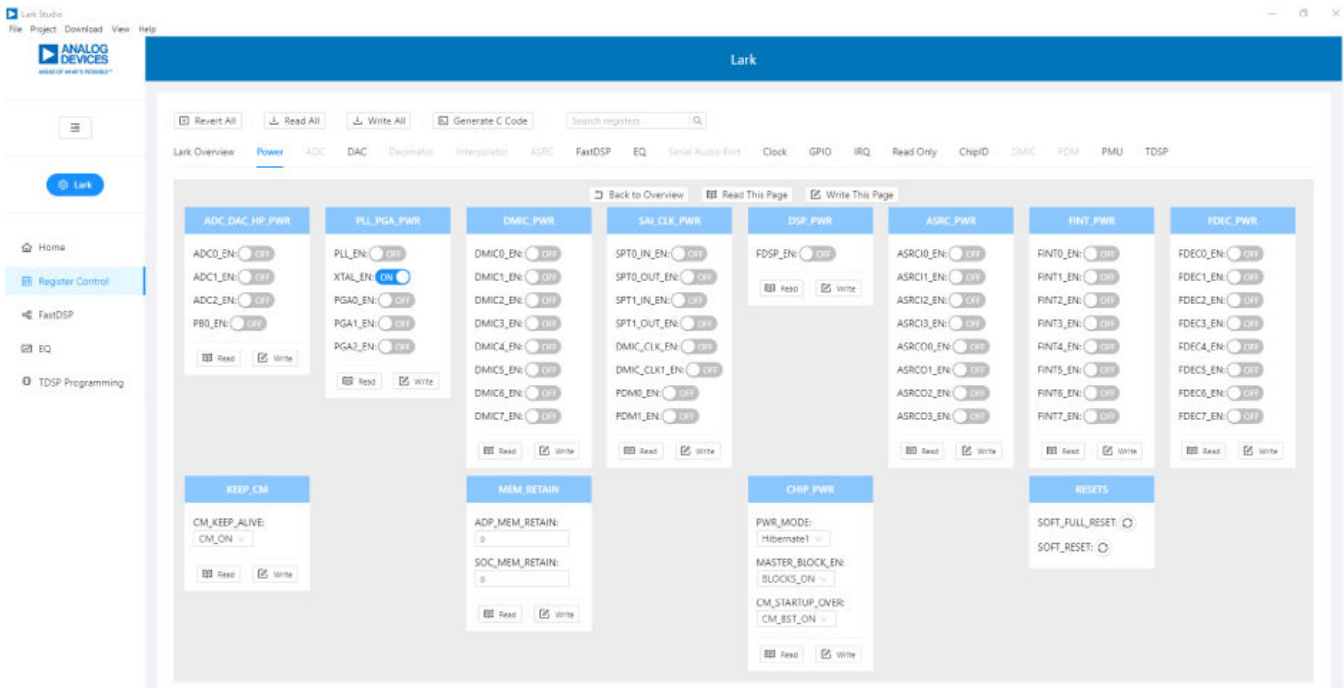 Lark Studio
File Project Download View Help
ANALOG
DEVICES
AHEAD OF WHAT'S POSSIBLE™
Lark
Revert All Read All Write All Generate C Code Search registers
Lark Overview Power ADC DAC Decimator Interpolator ASRC FastDSP EQ Serial Audio Port Clock GPIO IRQ Read Only ChipID DMIC PDM PMU TDSP
Lark
Home
Register Control
FastDSP
EQ
TDSP Programming
Back to Overview Read This Page Write This Page
ADC_DAC_HP_PWR
ADC0_EN: OFF
ADC1_EN: OFF
ADC2_EN: OFF
PB0_EN: OFF
Read Write
PLL_PGA_PWR
PLL_EN: OFF
XTAL_EN: ON
PGA0_EN: OFF
PGA1_EN: OFF
PGA2_EN: OFF
Read Write
DMIC_PWR
DMIC0_EN: OFF
DMIC1_EN: OFF
DMIC2_EN: OFF
DMIC3_EN: OFF
DMIC4_EN: OFF
DMIC5_EN: OFF
DMIC6_EN: OFF
DMIC7_EN: OFF
Read Write
SAI_CLK_PWR
SPT0_IN_EN: OFF
SPT0_OUT_EN: OFF
SPT1_IN_EN: OFF
SPT1_OUT_EN: OFF
DMIC_CLK_EN: OFF
DMIC_CLK1_EN: OFF
PDM0_EN: OFF
PDM1_EN: OFF
Read Write
DSP_PWR
FDSP_EN: OFF
Read Write
ASRC_PWR
ASRCI0_EN: OFF
ASRCI1_EN: OFF
ASRCI2_EN: OFF
ASRCI3_EN: OFF
ASRCO0_EN: OFF
ASRCO1_EN: OFF
ASRCO2_EN: OFF
ASRCO3_EN: OFF
Read Write
FINT_PWR
FINT0_EN: OFF
FINT1_EN: OFF
FINT2_EN: OFF
FINT3_EN: OFF
FINT4_EN: OFF
FINT5_EN: OFF
FINT6_EN: OFF
FINT7_EN: OFF
Read Write
FDEC_PWR
FDEC0_EN: OFF
FDEC1_EN: OFF
FDEC2_EN: OFF
FDEC3_EN: OFF
FDEC4_EN: OFF
FDEC5_EN: OFF
FDEC6_EN: OFF
FDEC7_EN: OFF
Read Write
KEEP_CM
CM_KEEP_ALIVE:
CM_ON
Read Write
MEM_RETAIN
ADP_MEM_RETAIN:
0
SOC_MEM_RETAIN:
0
Read Write
CHIP_PWR
PWR_MODE:
Hibernate1
MASTER_BLOCK_EN:
BLOCKS_ON
CM_STARTUP_OVER:
CM_BST_ON
Read Write
RESETS
SOFT_FULL_RESET:
SOFT_RESET: